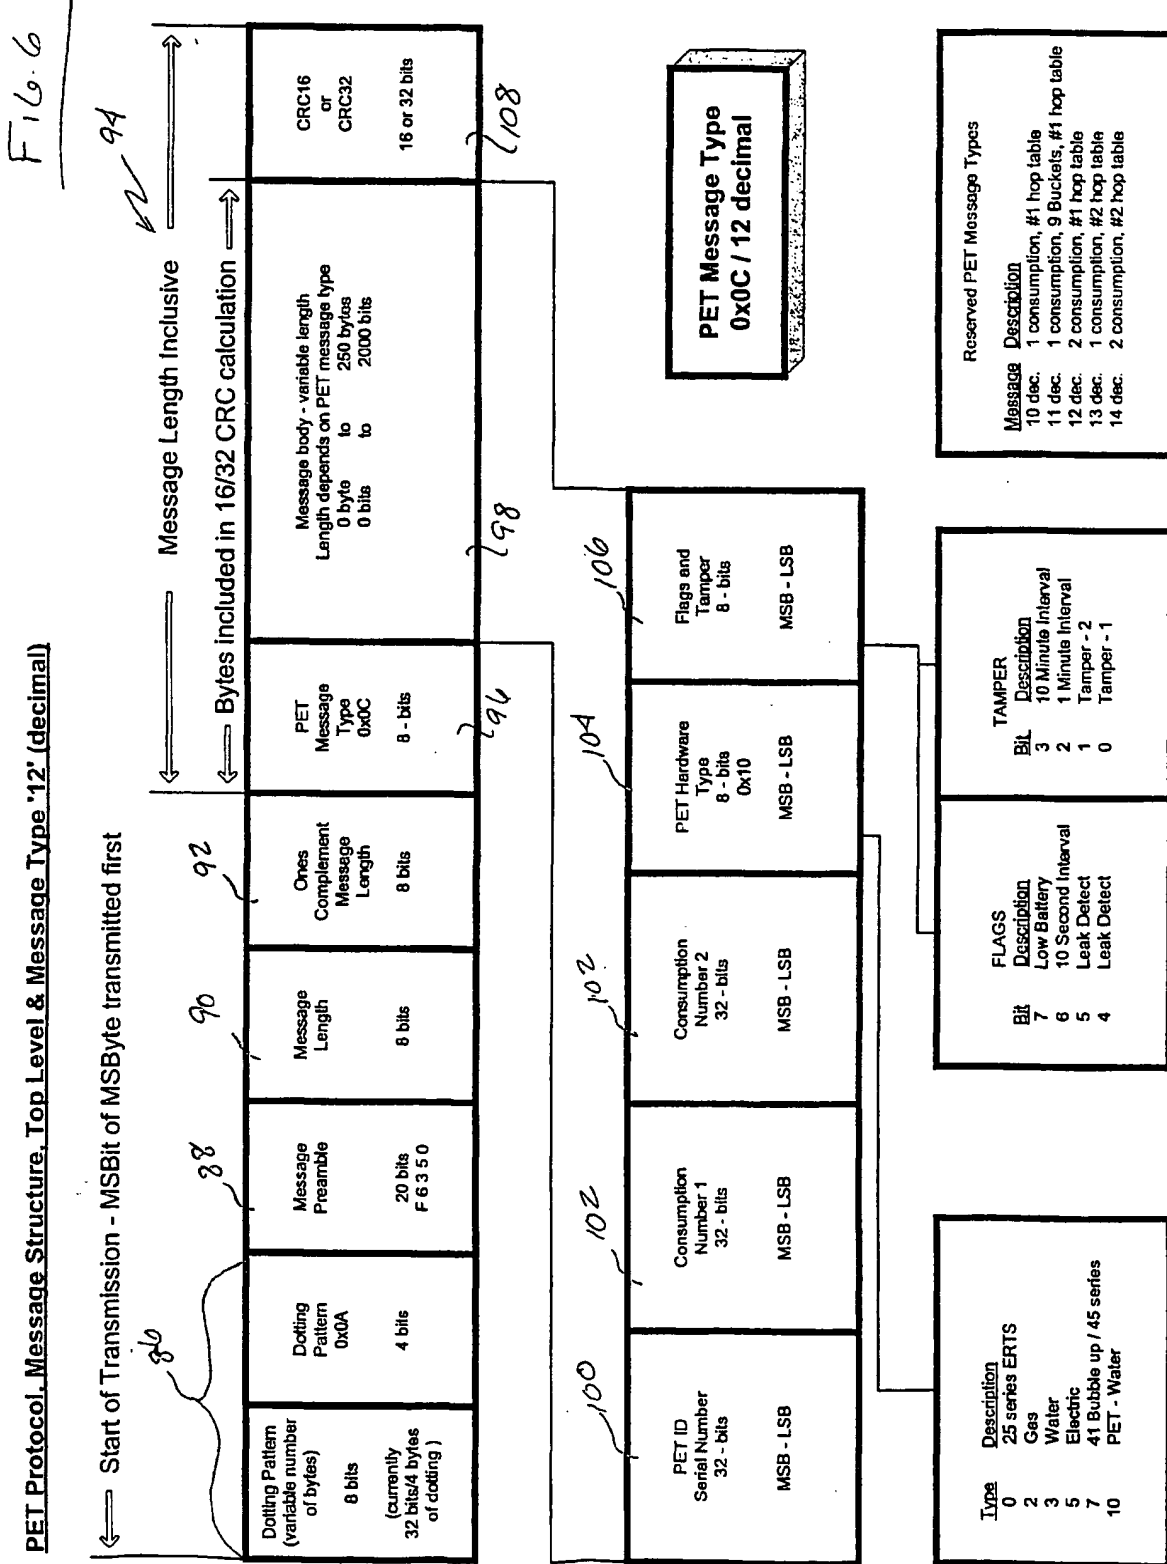 FIG. 6
PET Protocol, Message Structure, Top Level & Message Type '12' (decimal)
Start of Transmission - MSBit of MSByte transmitted first
Message Length Inclusive
94
Bytes included in 16/32 CRC calculation
86
88
90
92
Dotting Pattern
(variable number
of bytes)
8 bits
(currently
32 bits/4 bytes
of dotting )
Dotting
Pattern
0x0A
4 bits
Message
Preamble
20 bits
F 6 3 5 0
Message
Length
8 bits
Ones
Complement
Message
Length
8 bits
PET
Message
Type
0x0C
8 - bits
Message body - variable length
Length depends on PET message type
0 byte to 250 bytes
0 bits to 2000 bits
CRC16
or
CRC32
16 or 32 bits
96
98
108
100
102
102
104
106
PET ID
Serial Number
32 - bits
MSB - LSB
Consumption
Number 1
32 - bits
MSB - LSB
Consumption
Number 2
32 - bits
MSB - LSB
PET Hardware
Type
8 - bits
0x10
MSB - LSB
Flags and
Tamper
8 - bits
MSB - LSB
PET Message Type
0x0C / 12 decimal
Type Description
0 25 series ERTS
2 Gas
3 Water
5 Electric
7 41 Bubble up / 45 series
10 PET - Water
FLAGS
Bit Description
7 Low Battery
6 10 Second Interval
5 Leak Detect
4 Leak Detect
TAMPER
Bit Description
3 10 Minute Interval
2 1 Minute Interval
1 Tamper - 2
0 Tamper - 1
Reserved PET Message Types
Message Description
10 dec. 1 consumption, #1 hop table
11 dec. 1 consumption, 9 Buckets, #1 hop table
12 dec. 2 consumption, #1 hop table
13 dec. 1 consumption, #2 hop table
14 dec. 2 consumption, #2 hop table